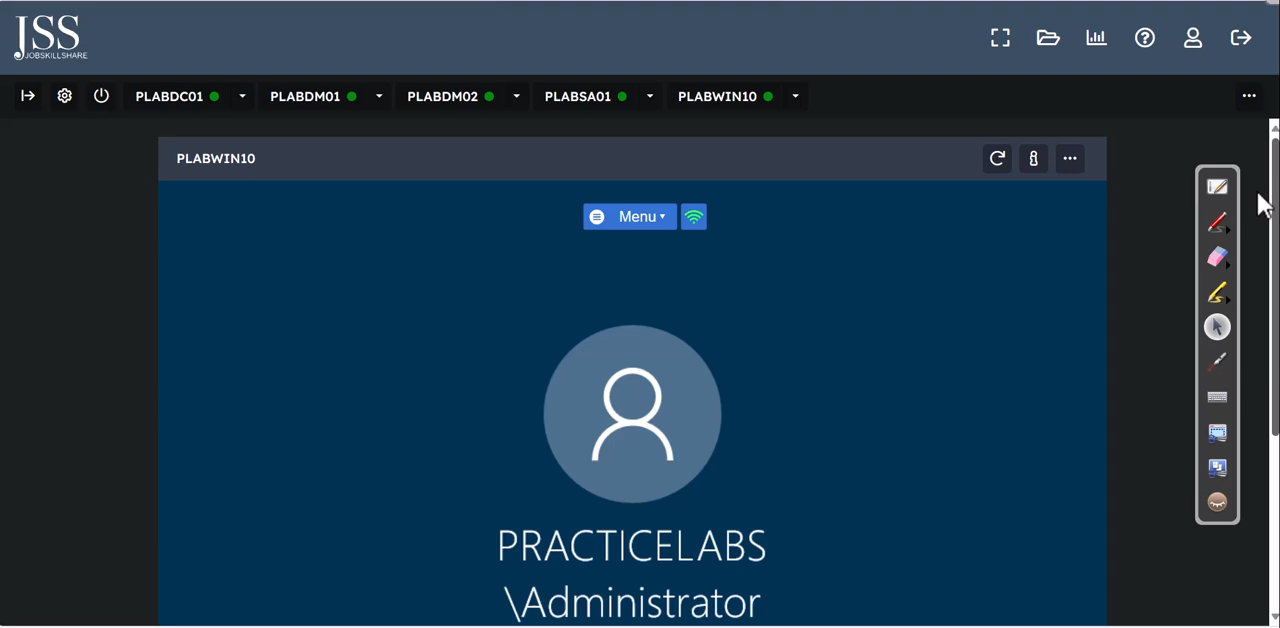 JSS
JOBSKILLSHARE
PLABDC01
PLABDM01
PLABDM02
PLABSA01
PLABWIN10
PLABWIN10
Menu
PRACTICELABS
\Administrator